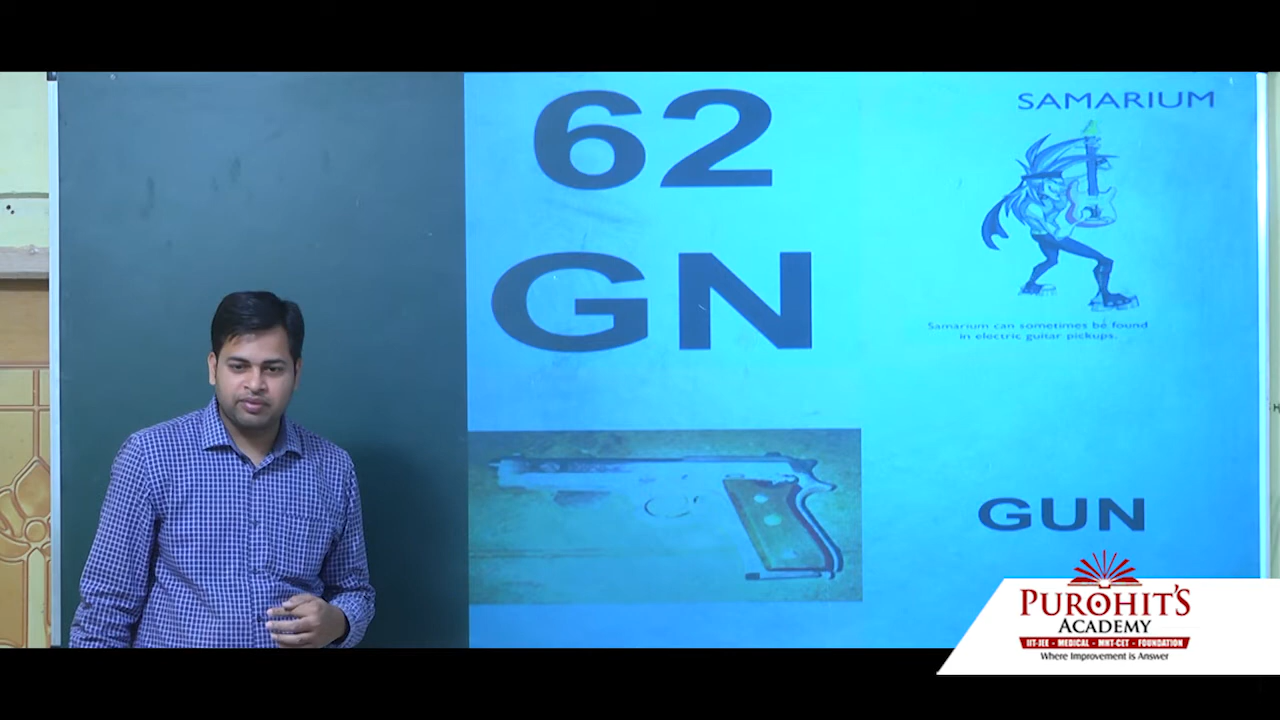 62
GN
SAMARIUM
Samarium can sometimes be found
in electric guitar pickups.
GUN
PUROHIT'S
ACADEMY
IIT-JEE - MEDICAL - MHT-CET - FOUNDATION
Where Improvement is Answer